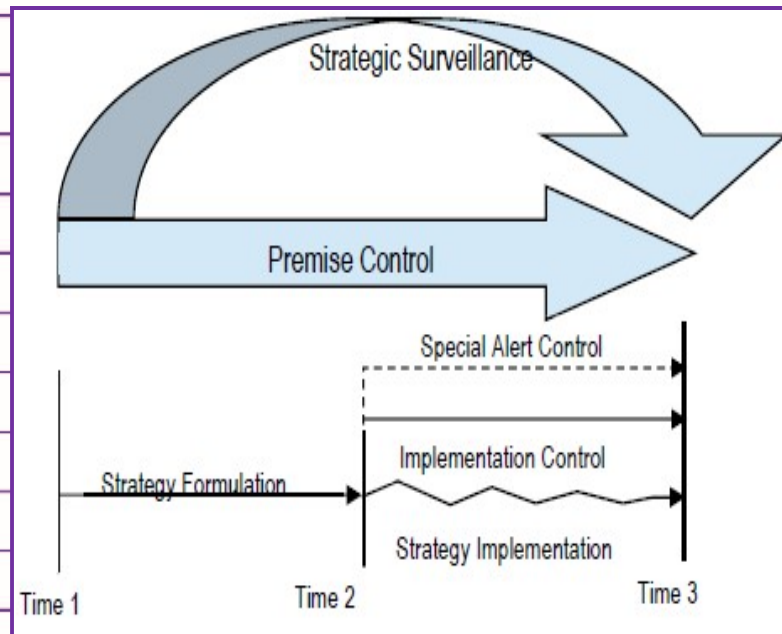 Strategic Surveillance
Premise Control
Special Alert Control
Implementation Control
Strategy Formulation
Strategy Implementation
Time 1
Time 2
Time 3